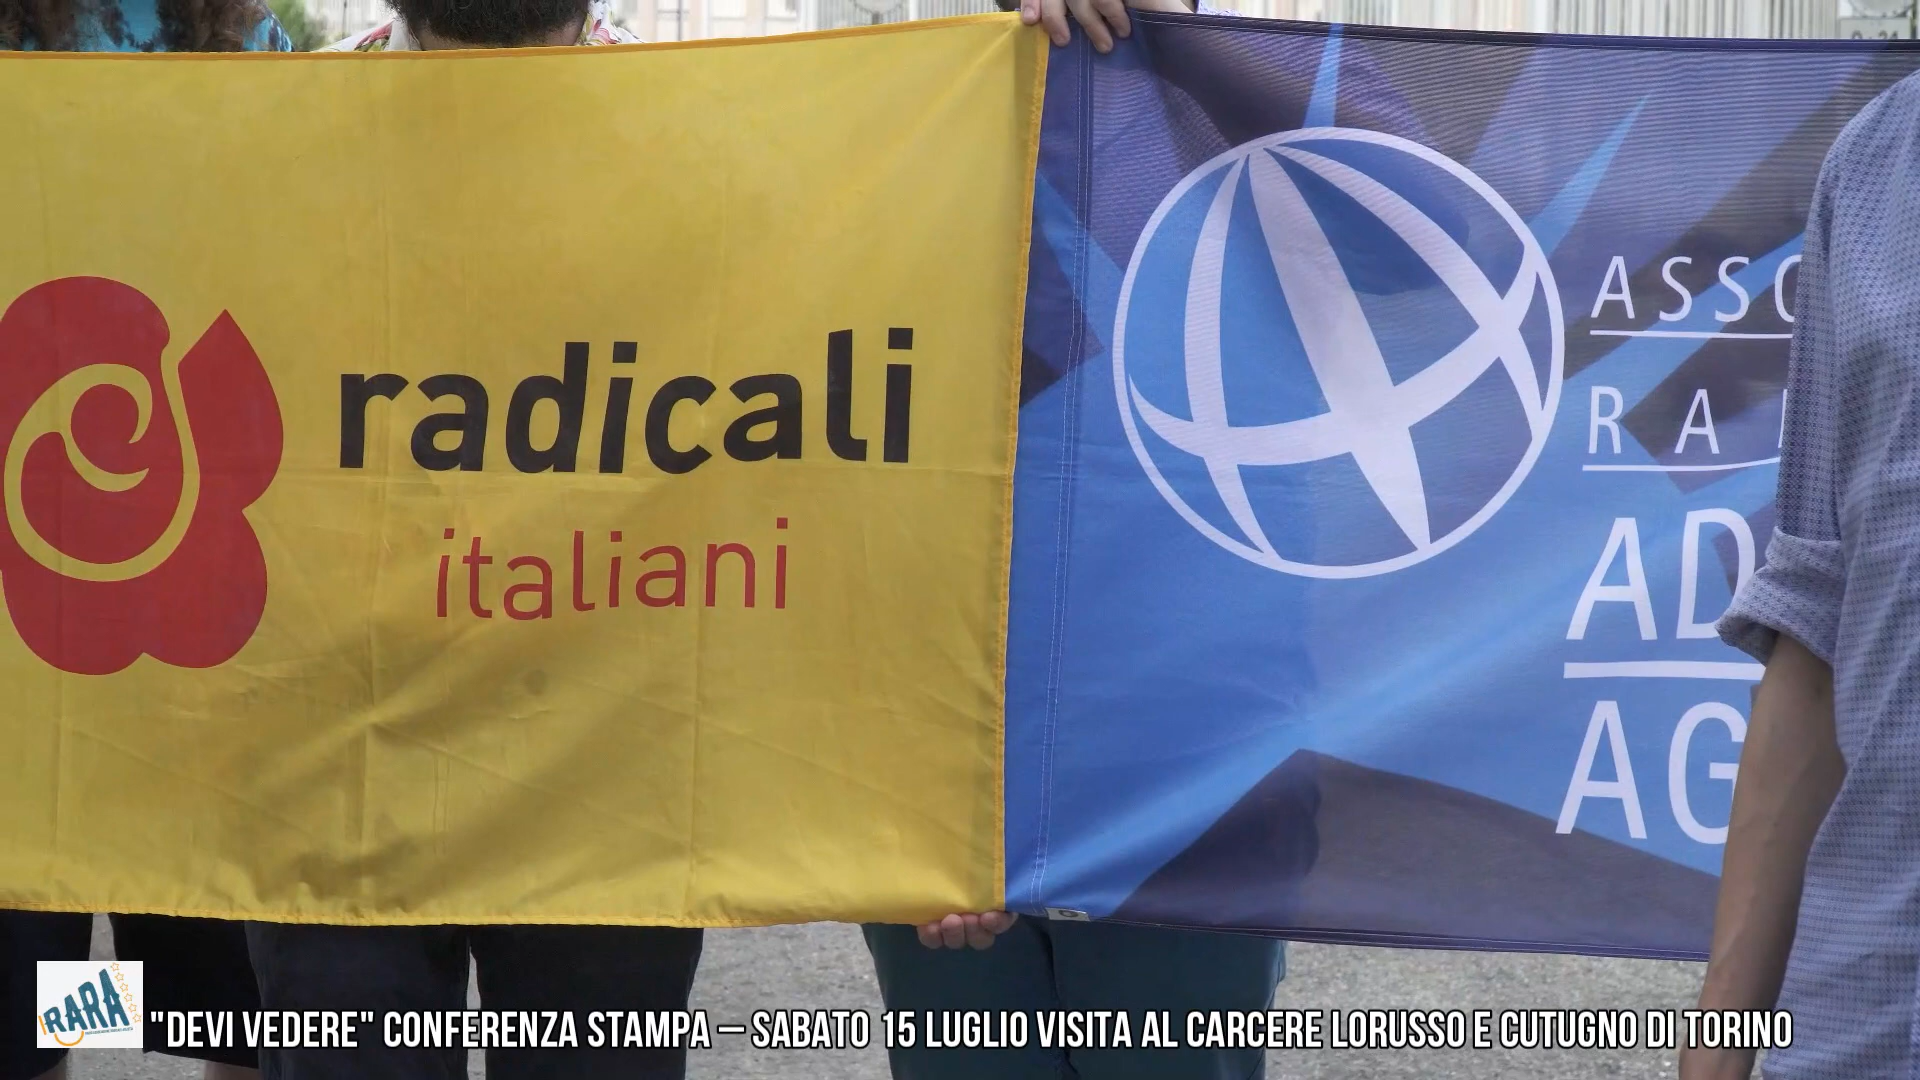 radicali
italiani
ASSO
RA
AD
AG
RARA
"DEVI VEDERE" CONFERENZA STAMPA – SABATO 15 LUGLIO VISITA AL CARCERE LORUSSO E CUTUGNO DI TORINO